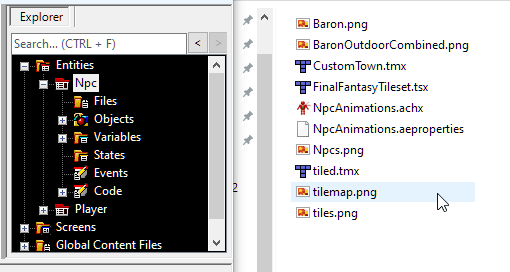 Explorer
Search... (CTRL + F)
<
>
Entities
Npc
Files
Objects
Variables
States
Events
Code
Player
Screens
Global Content Files
2
Baron.png
BaronOutdoorCombined.png
CustomTown.tmx
FinalFantasyTileset.tsx
NpcAnimations.achx
NpcAnimations.aeproperties
Npcs.png
tiled.tmx
tilemap.png
tiles.png